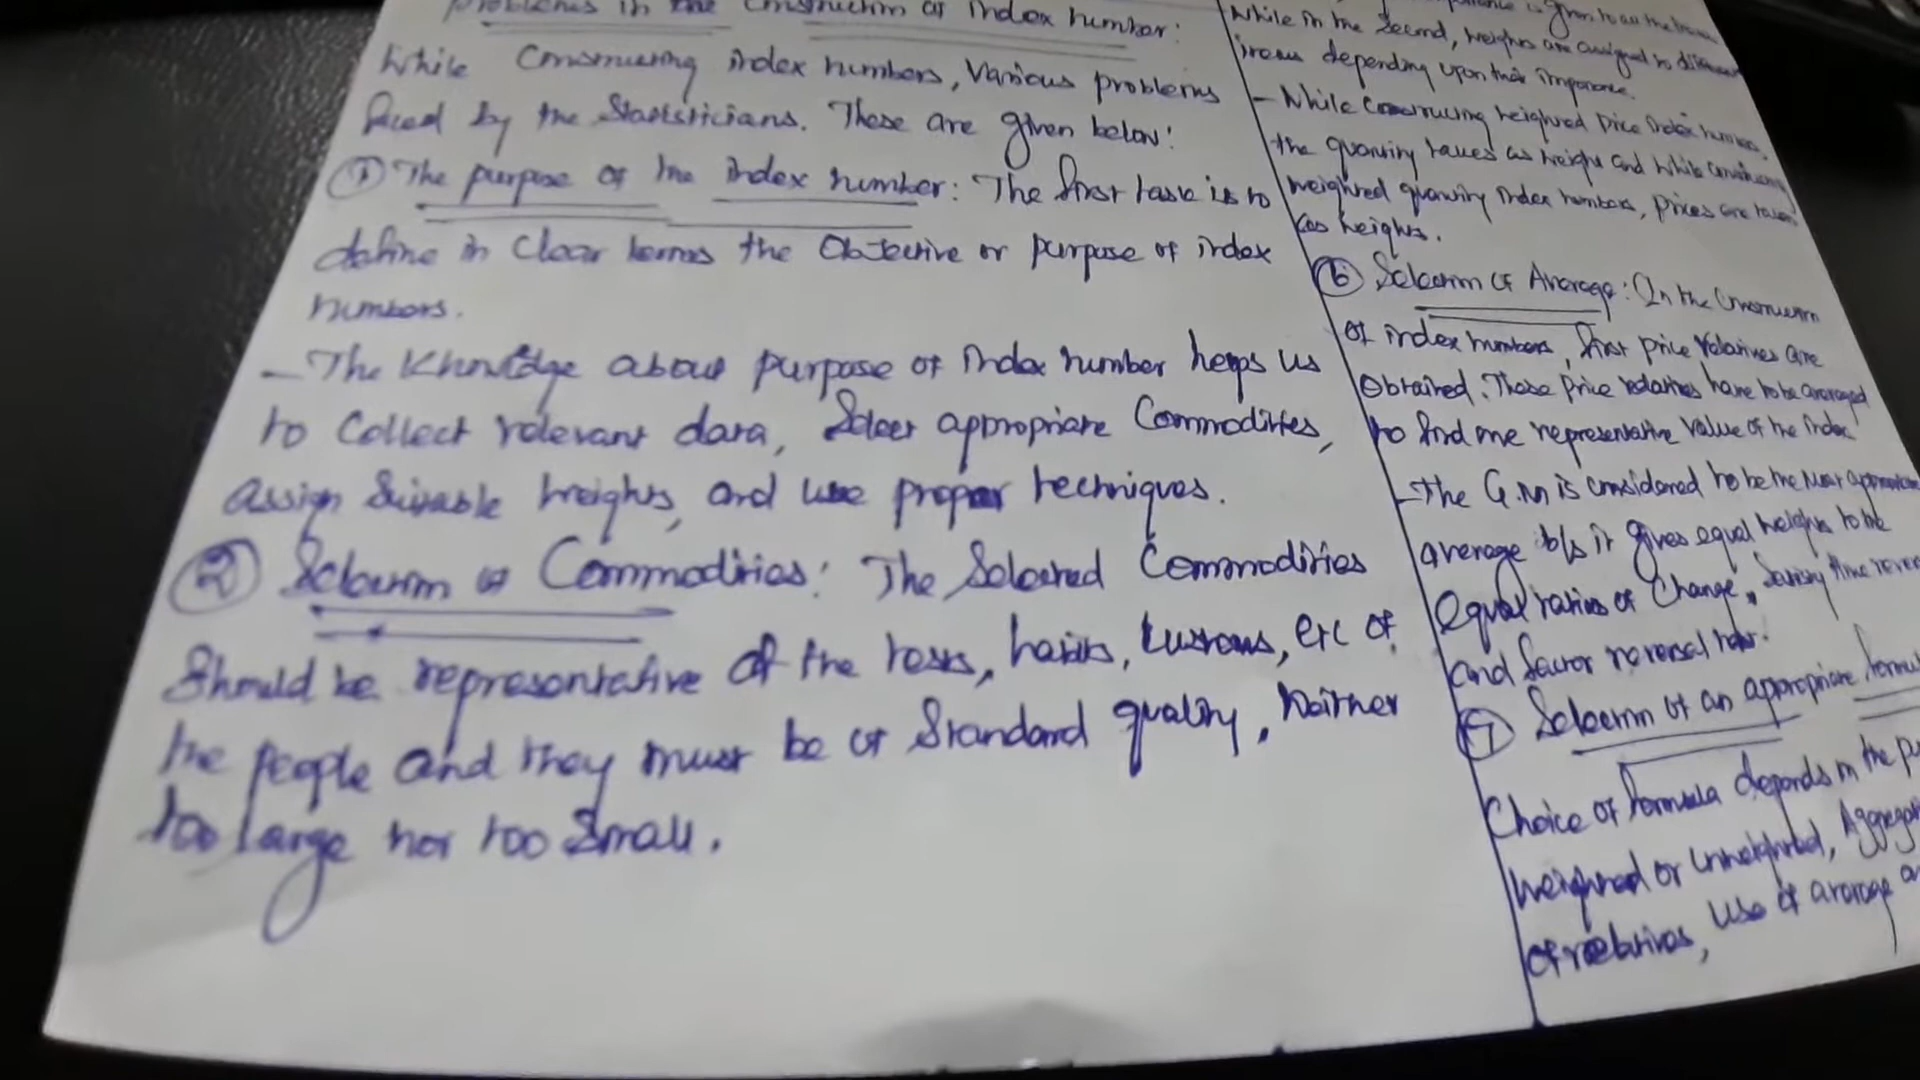 Problems in the Construction of index number:
While Constructing index numbers, Various problems
faced by the Statisticians. These are given below:
① The purpose of the index number: The first task is to
define in Clear terms the Objective or purpose of index
numbers.
- The Knowledge about purpose of index number helps us
to Collect relevant data, Select appropriate Commodities,
assign Suitable weights, and use proper techniques.
② Selection of Commodities: The Selected Commodities
Should be representative of the tastes, habits, Customs, etc of
the people and they must be of Standard quality, Neither
too large nor too Small.
While in the Second, weights are assigned to different
items depending upon their importance.
- While Constructing weighted price index
the quantity taken as weight and while
weighted quantity index numbers, prices are taken
as weights.
⑥ Selection of Average: In the Construction
of index numbers, first price relatives are
Obtained. These price relatives have to be averaged
to find one representative value of the index
- The G.M is considered to be the most appropriate
average b/s it gives equal weights to be
Equal ratios of Change, Satisfy time
and factor reversal
⑦ Selection of an appropriate
Choice of formula depends on the
weighted or unweighted,
of relatives, use of average